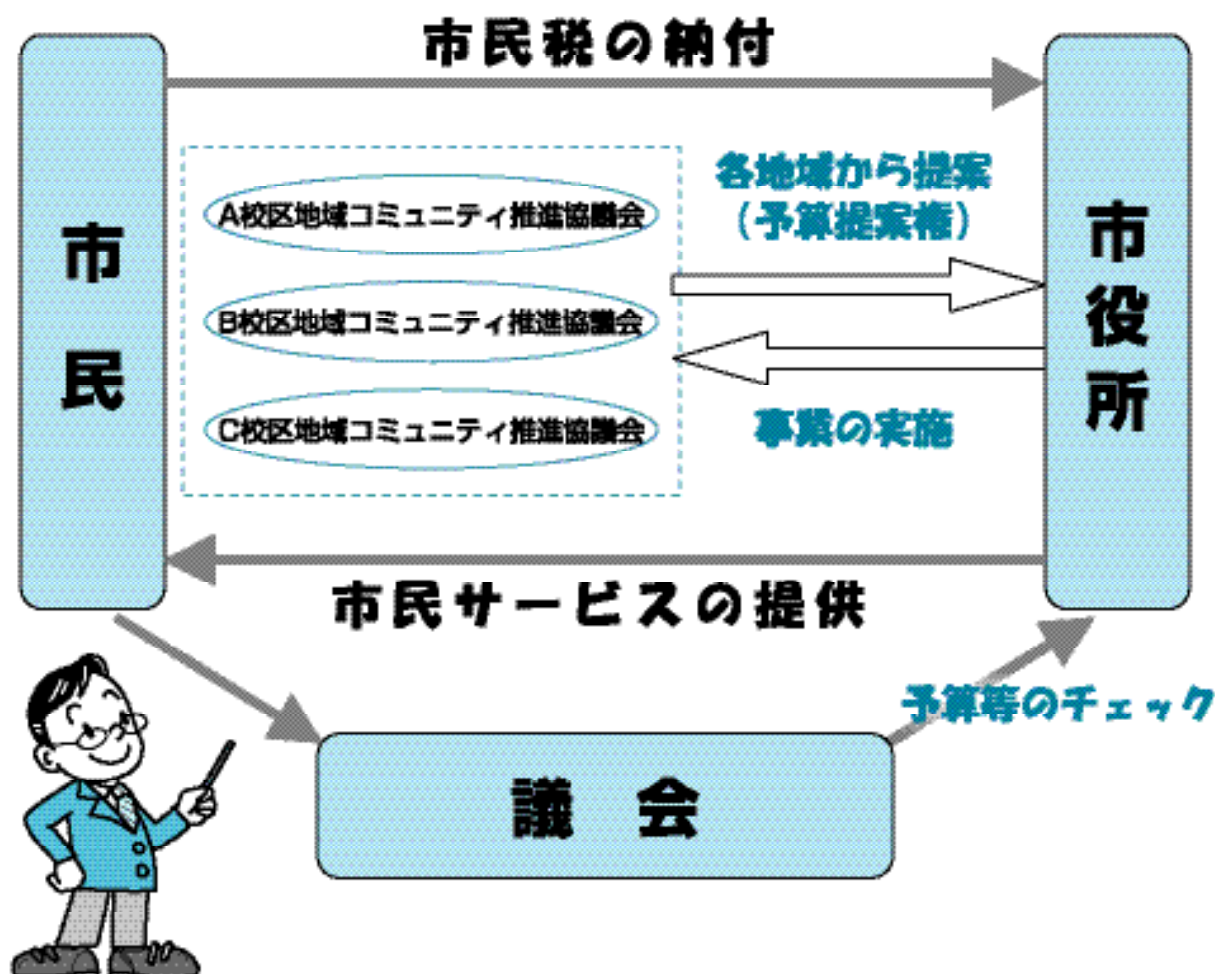 市民税の納付
市民
各地域から提案
(予算提案権)
A校区地域コミュニティ推進協議会
B校区地域コミュニティ推進協議会
C校区地域コミュニティ推進協議会
事業の実施
市役所
市民サービスの提供
予算等のチェック
議会